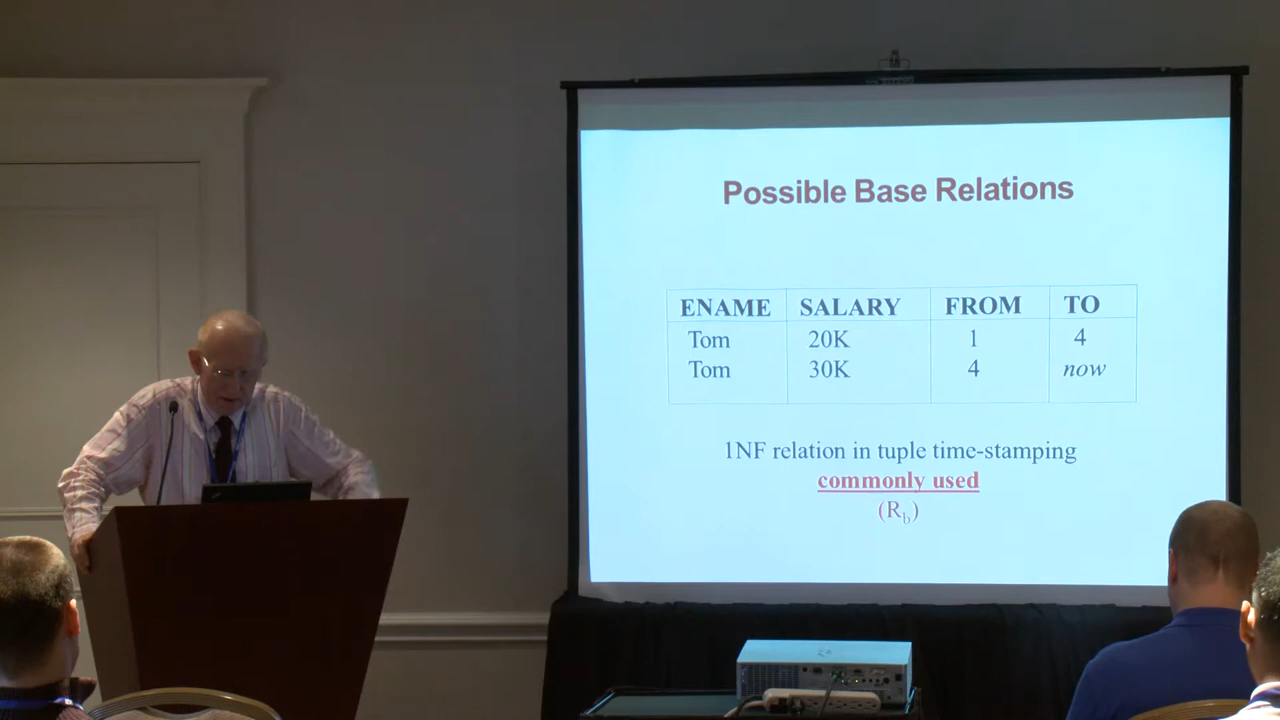 Possible Base Relations
ENAME SALARY FROM TO
Tom 20K 1 4
Tom 30K 4 now
1NF relation in tuple time-stamping
commonly used
(Rb)